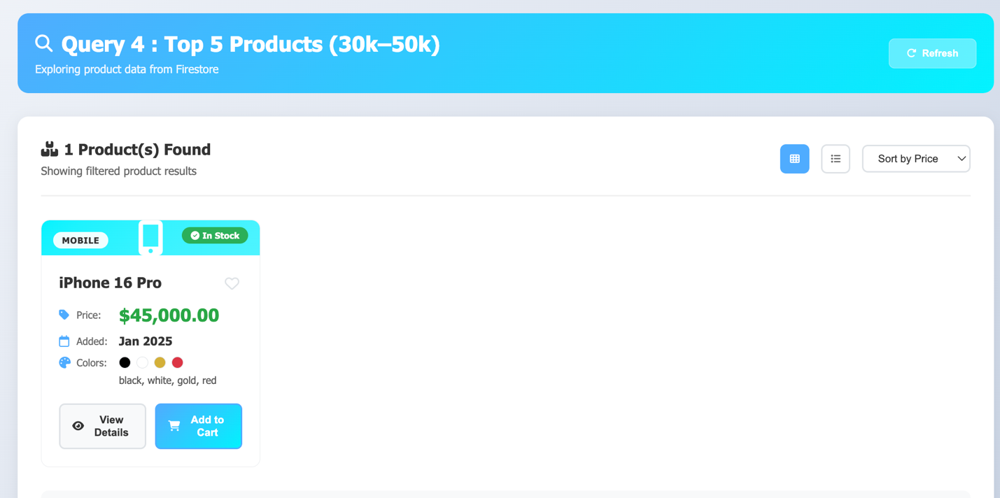 Query 4 : Top 5 Products (30k–50k)
Exploring product data from Firestore
Refresh
1 Product(s) Found
Showing filtered product results
Sort by Price
MOBILE
In Stock
iPhone 16 Pro
Price: $45,000.00
Added: Jan 2025
Colors:
black, white, gold, red
View
Details
Add to
Cart